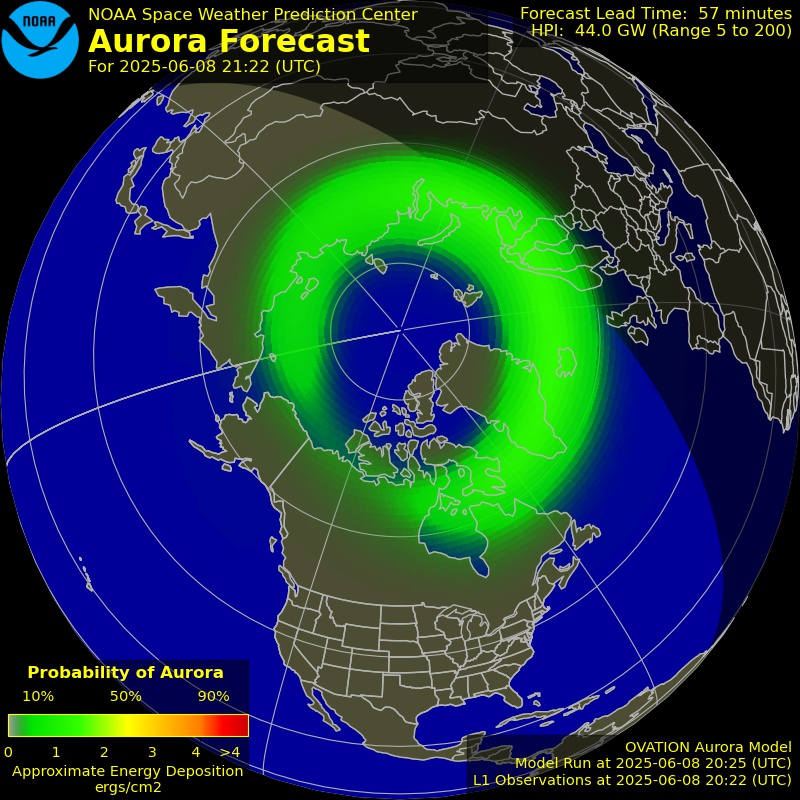 NOAA
NOAA Space Weather Prediction Center
Aurora Forecast
For 2025-06-08 21:22 (UTC)
Forecast Lead Time: 57 minutes
HPI: 44.0 GW (Range 5 to 200)
Probability of Aurora
10% 50% 90%
0 1 2 3 4 >4
Approximate Energy Deposition
ergs/cm2
OVATION Aurora Model
Model Run at 2025-06-08 20:25 (UTC)
L1 Observations at 2025-06-08 20:22 (UTC)